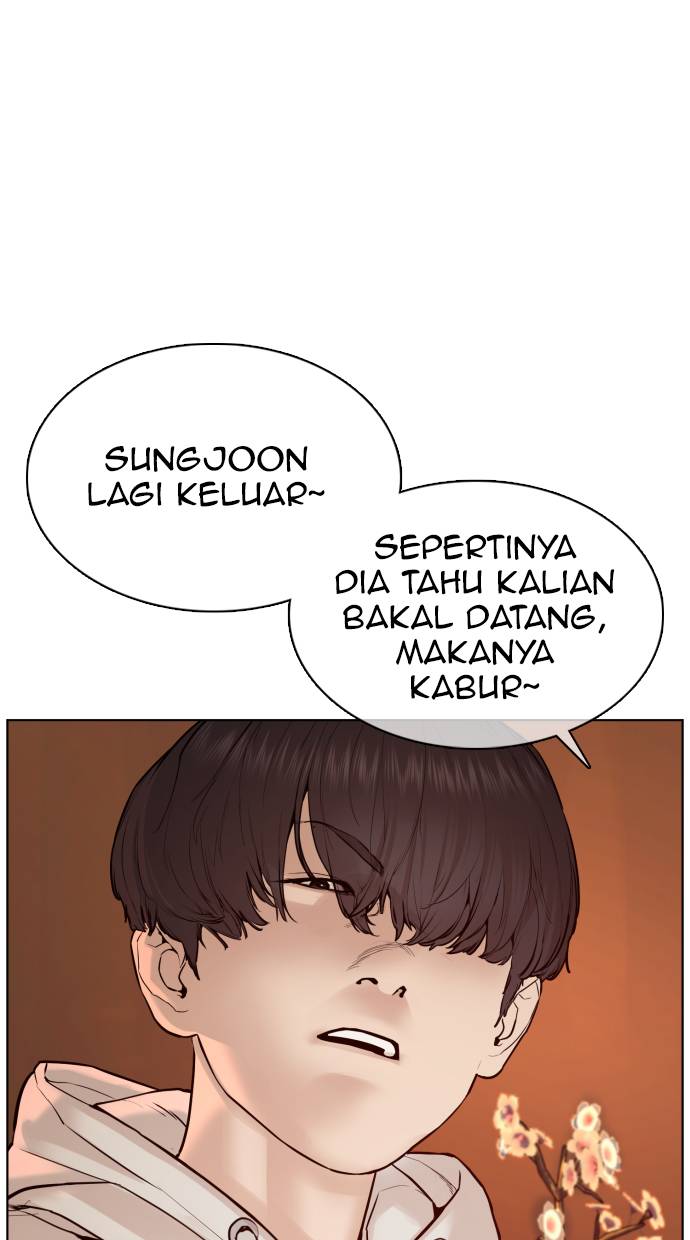 SUNGJOON
LAGI KELUAR~
SEPERTINYA
DIA TAHU KALIAN
BAKAL DATANG,
MAKANYA
KABUR~